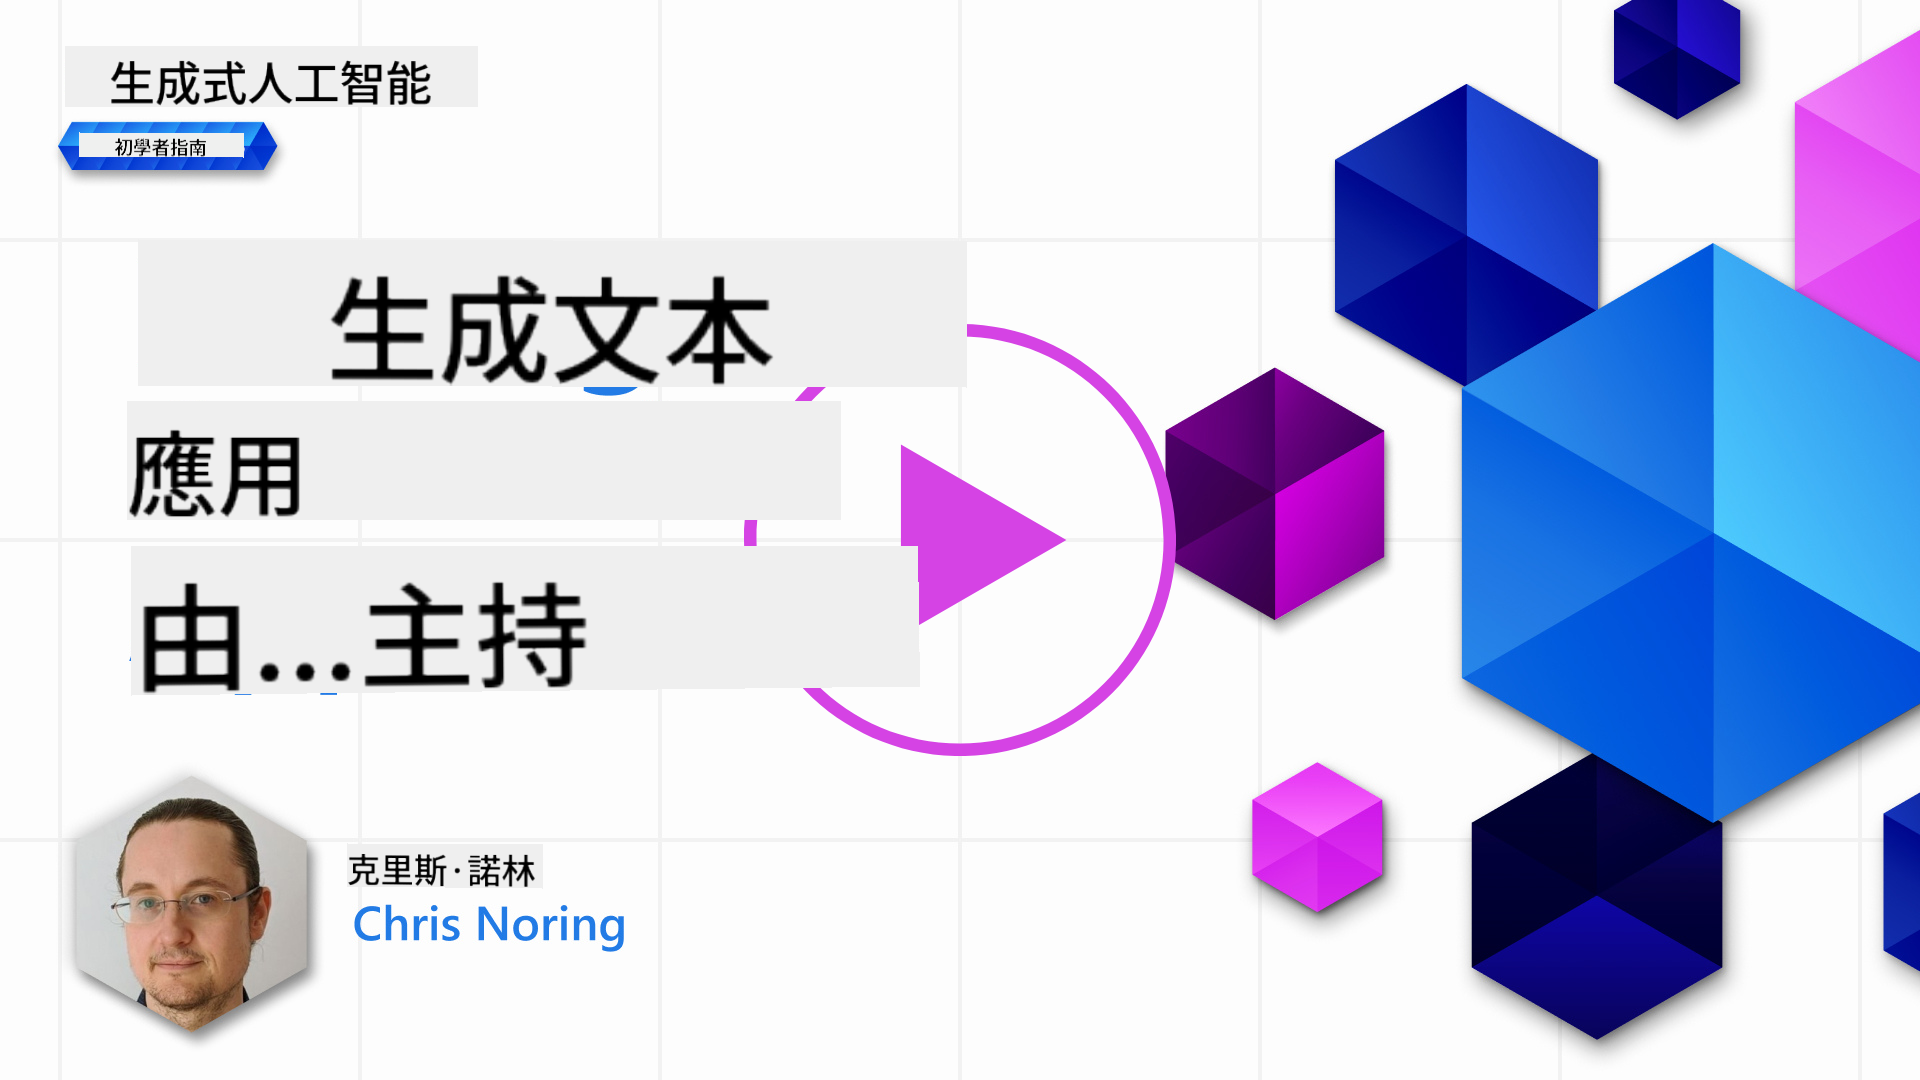 生成式人工智能
初學者指南
生成文本
應用
由...主持
克里斯·諾林
Chris Noring